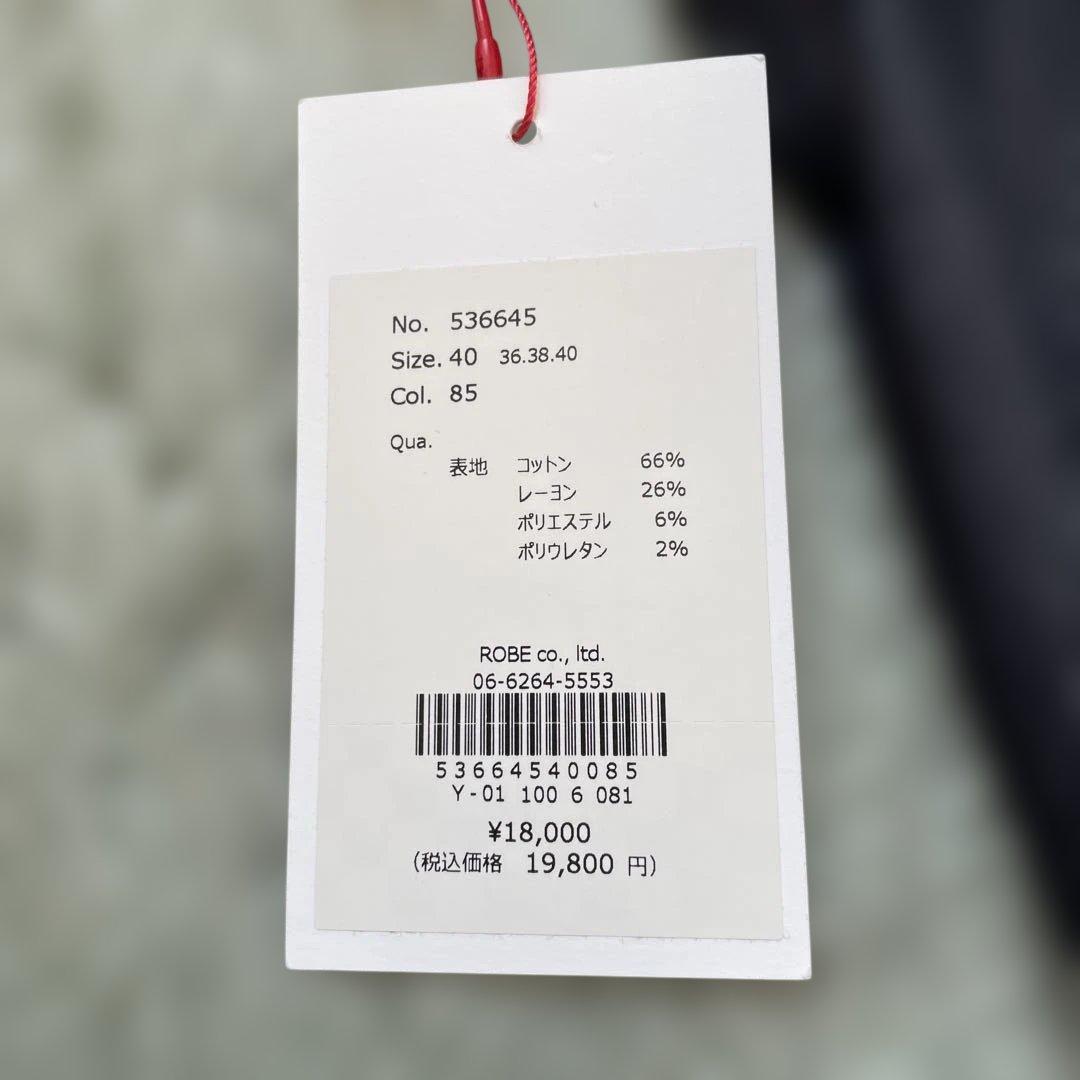 No. 536645
Size. 40 36.38.40
Col. 85
Qua.
表地 コットン 66%
レーヨン 26%
ポリエステル 6%
ポリウレタン 2%
ROBE co., ltd.
06-6264-5553
53664540085
Y-01 100 6 081
¥18,000
(税込価格 19,800 円)